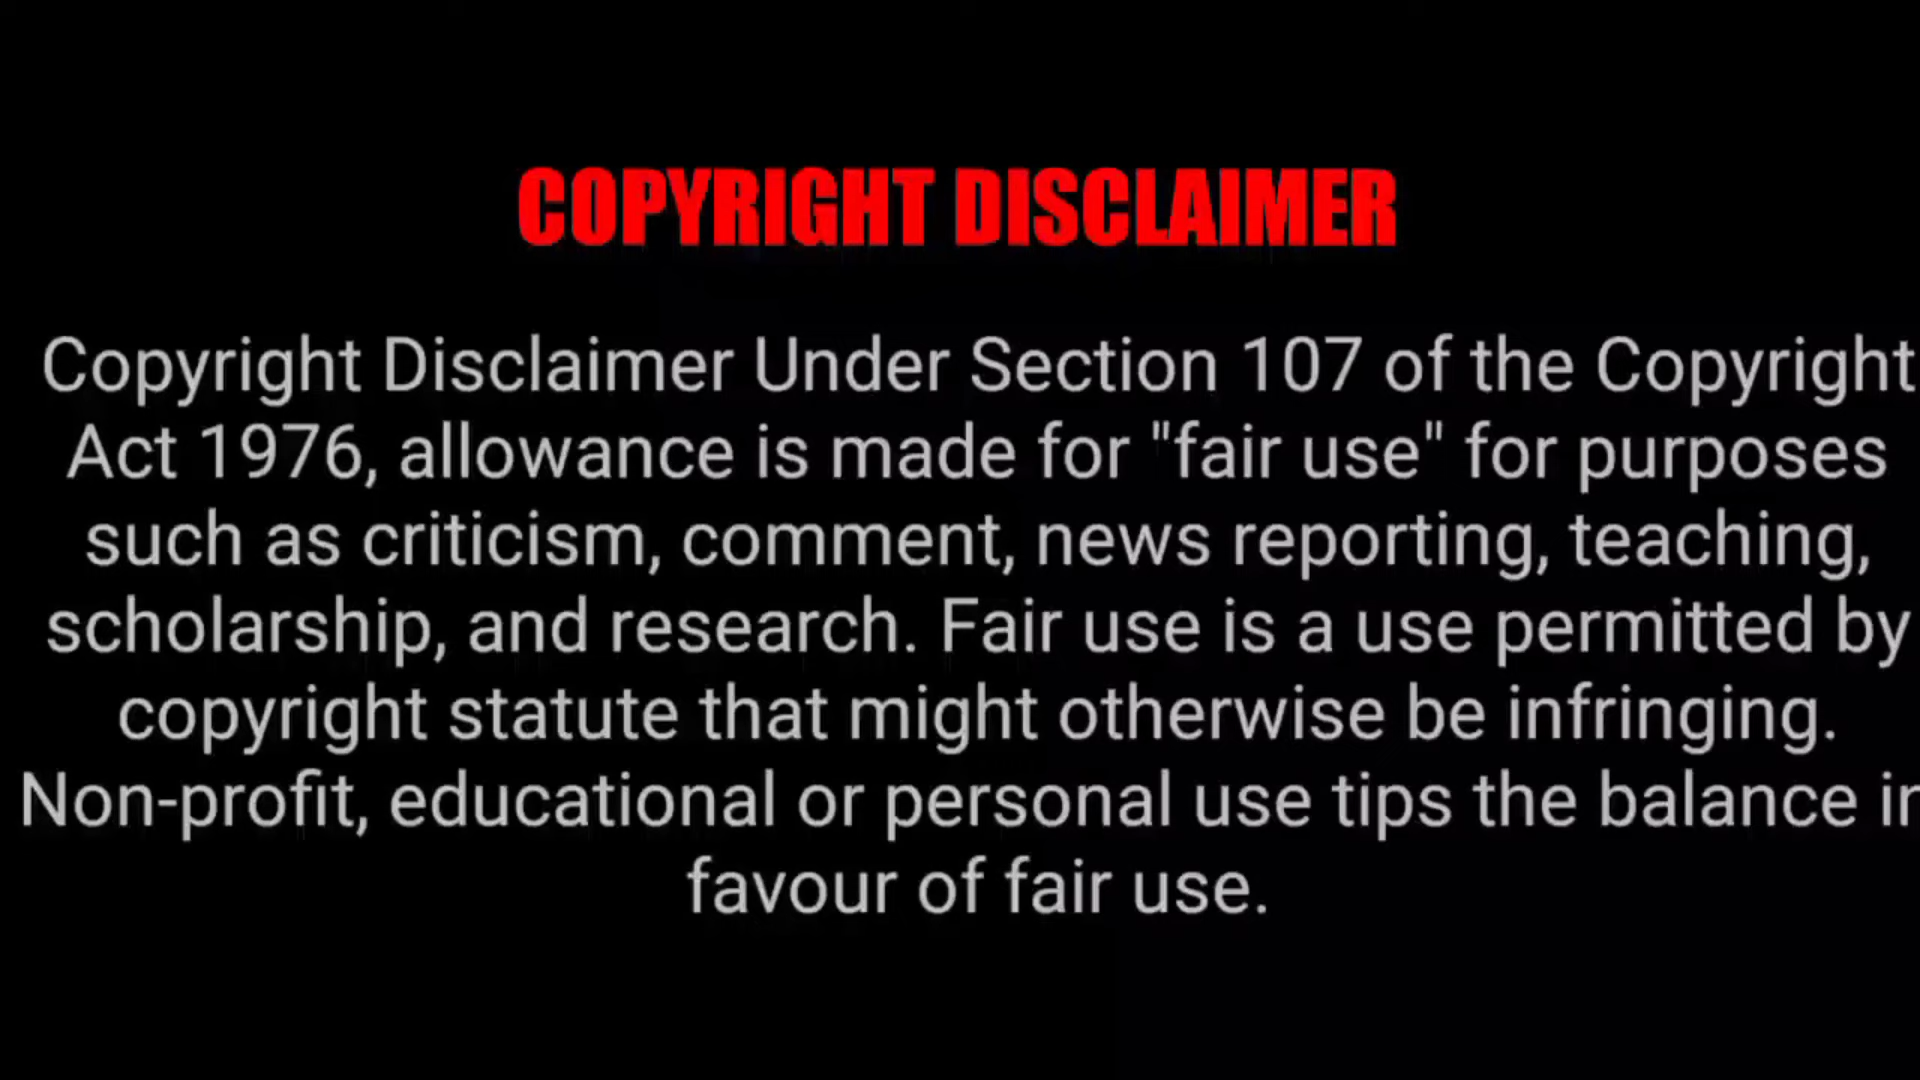 COPYRIGHT DISCLAIMER
Copyright Disclaimer Under Section 107 of the Copyright
Act 1976, allowance is made for "fair use" for purposes
such as criticism, comment, news reporting, teaching,
scholarship, and research. Fair use is a use permitted by
copyright statute that might otherwise be infringing.
Non-profit, educational or personal use tips the balance in
favour of fair use.